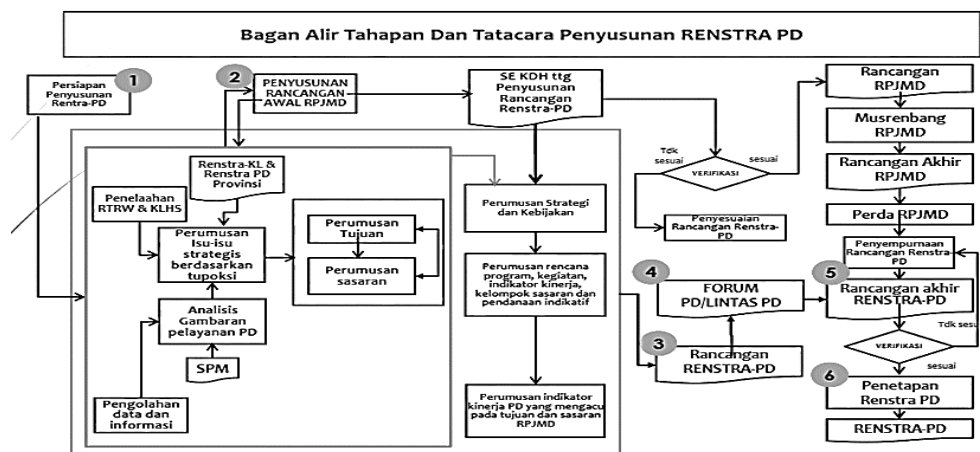 Bagan Alir Tahapan Dan Tatacara Penyusunan RENSTRA PD
1
Persiapan
Penyusunan
Rentra-PD
2
PENYUSUNAN
RANCANGAN
AWAL RPJMD
SE KDH ttg
Penyusunan
Rancangan
Renstra-PD
Rancangan
RPJMD
Musrenbang
RPJMD
Rancangan Akhir
RPJMD
Perda RPJMD
Tdk
sesuai
VERIFIKASI
sesuai
Penyesuaian
Rancangan Renstra-
PD
Renstra-KL &
Renstra PD
Provinsi
Penelaahan
RTRW & KLHS
Perumusan
Isu-isu
strategis
berdasarkan
tupoksi
Perumusan
Tujuan
Perumusan
sasaran
Analisis
Gambaran
pelayanan PD
SPM
Pengolahan
data dan
informasi
Perumusan Strategi
dan Kebijakan
Perumusan rencana
program, kegiatan,
indikator kinerja,
kelompok sasaran dan
pendanaan indikatif
Perumusan indikator
kinerja PD yang mengacu
pada tujuan dan sasaran
RPJMD
3
Rancangan
RENSTRA-PD
4
FORUM
PD/LINTAS PD
Penyempurnaan
Rancangan Renstra-
PD
5
Rancangan akhir
RENSTRA-PD
Tdk sesu
VERIFIKASI
sesuai
6
Penetapan
Renstra PD
RENSTRA-PD